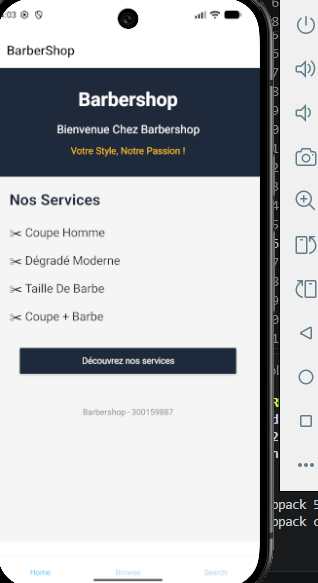 :03
BarberShop
Barbershop
Bienvenue Chez Barbershop
Votre Style, Notre Passion !
Nos Services
✂ Coupe Homme
✂ Dégradé Moderne
✂ Taille De Barbe
✂ Coupe + Barbe
Découvrez nos services
Barbershop - 300159887
Home
Browse
Search